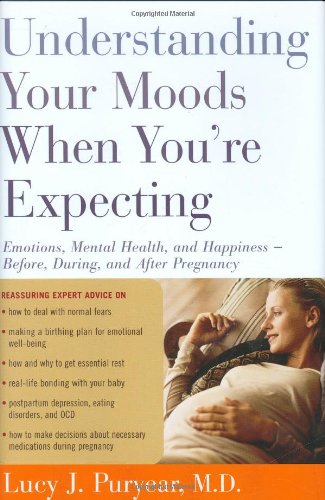 Understanding
Your Moods
When You're
Expecting
Emotions, Mental Health, and Happiness –
Before, During, and After Pregnancy
REASSURING EXPERT ADVICE ON
• how to deal with normal fears
• making a birthing plan for emotional
well-being
• how and why to get essential rest
• real-life bonding with your baby
• postpartum depression, eating
disorders, and OCD
• how to make decisions about necessary
medications during pregnancy
Lucy J. Puryear, M.D.